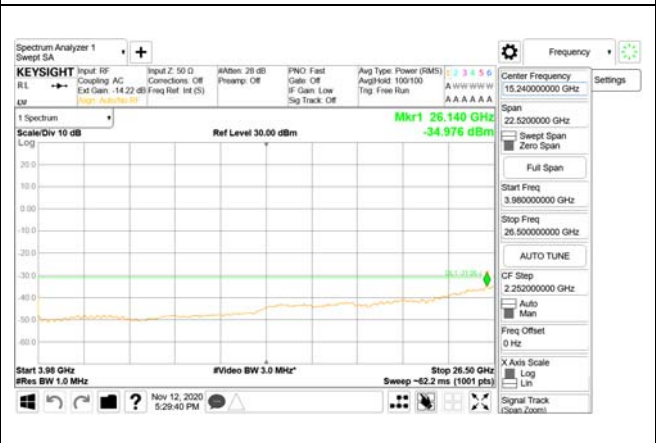 Spectrum Analyzer 1
Swept SA
Frequency
KEYSIGHT
RL
Input: RF
Coupling: AC
Ext Gain: -14.22 dB
Align: Auto/No RF
Input Z: 50 Ω
Corrections: Off
Freq Ref: Int (S)
#Atten: 28 dB
Preamp: Off
PNO: Fast
Gate: Off
IF Gain: Low
Sig Track: Off
Avg Type: Power (RMS)
Avg|Hold: 100/100
Trig: Free Run
1 2 3 4 5 6
A W W W W W
A A A A A A
1 Spectrum
Scale/Div 10 dB
Log
Ref Level 30.00 dBm
Mkr1 26.140 GHz
-34.976 dBm
20.0
10.0
0.00
-10.0
-20.0
-30.0
-40.0
-50.0
-60.0
Start 3.98 GHz
#Res BW 1.0 MHz
#Video BW 3.0 MHz*
Stop 26.50 GHz
Sweep ~62.2 ms (1001 pts)
Nov 12, 2020
5:29:40 PM
Center Frequency
15.240000000 GHz
Settings
Span
22.5200000 GHz
Swept Span
Zero Span
Full Span
Start Freq
3.980000000 GHz
Stop Freq
26.500000000 GHz
AUTO TUNE
CF Step
2.252000000 GHz
Auto
Man
Freq Offset
0 Hz
X Axis Scale
Log
Lin
Signal Track
(Span Zoom)